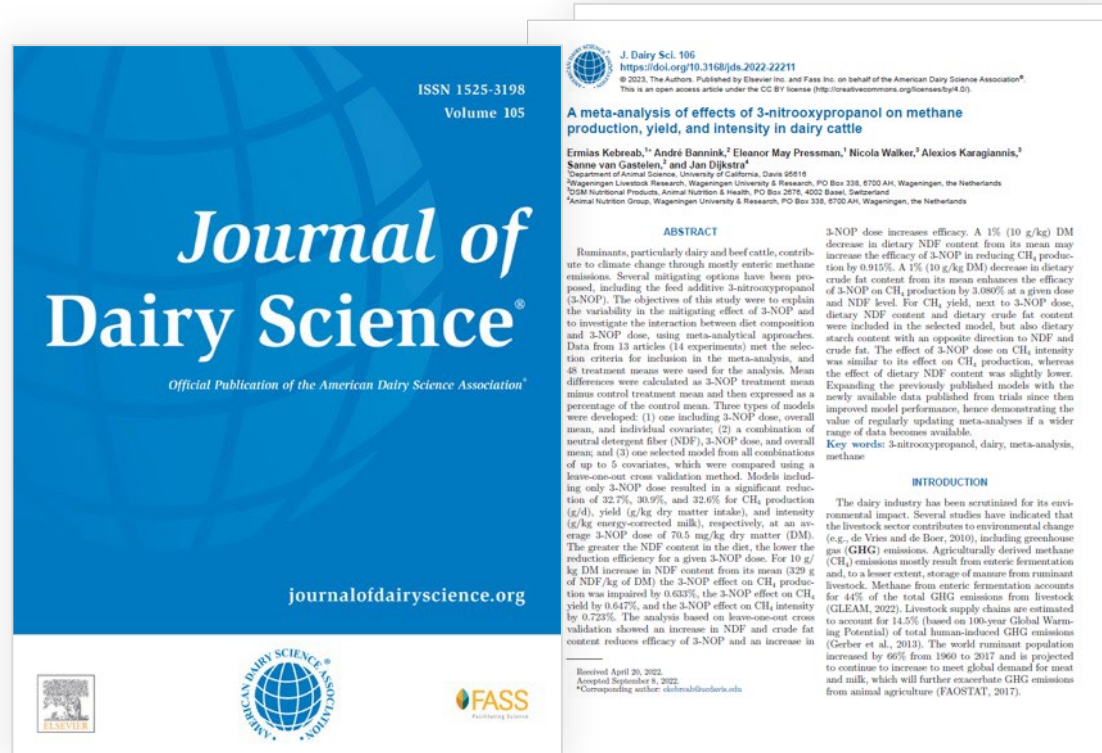 ISSN 1525-3198
Volume 105
Journal of
Dairy Science®
Official Publication of the American Dairy Science Association®
journalofdairyscience.org
ELSEVIER
AMERICAN DAIRY SCIENCE ASSOCIATION®
FASS
Facilitating Science
J. Dairy Sci. 106
https://doi.org/10.3168/jds.2022-22211
© 2023, The Authors. Published by Elsevier Inc. and Fass Inc. on behalf of the American Dairy Science Association®.
This is an open access article under the CC BY license (http://creativecommons.org/licenses/by/4.0/).
A meta-analysis of effects of 3-nitrooxypropanol on methane
production, yield, and intensity in dairy cattle
Ermias Kebreab,¹* André Bannink,² Eleanor May Pressman,¹ Nicola Walker,³ Alexios Karagiannis,³
Sanne van Gastelen,² and Jan Dijkstra⁴
¹Department of Animal Science, University of California, Davis 95616
²Wageningen Livestock Research, Wageningen University & Research, PO Box 338, 6700 AH, Wageningen, the Netherlands
³DSM Nutritional Products, Animal Nutrition & Health, PO Box 2676, 4002 Basel, Switzerland
⁴Animal Nutrition Group, Wageningen University & Research, PO Box 338, 6700 AH, Wageningen, the Netherlands
ABSTRACT
Ruminants, particularly dairy and beef cattle, contrib-
ute to climate change through mostly enteric methane
emissions. Several mitigating options have been pro-
posed, including the feed additive 3-nitrooxypropanol
(3-NOP). The objectives of this study were to explain
the variability in the mitigating effect of 3-NOP and
to investigate the interaction between diet composition
and 3-NOP dose, using meta-analytical approaches.
Data from 13 articles (14 experiments) met the selec-
tion criteria for inclusion in the meta-analysis, and
48 treatment means were used for the analysis. Mean
differences were calculated as 3-NOP treatment mean
minus control treatment mean and then expressed as a
percentage of the control mean. Three types of models
were developed: (1) one including 3-NOP dose, overall
mean, and individual covariate; (2) a combination of
neutral detergent fiber (NDF), 3-NOP dose, and overall
mean; and (3) one selected model from all combinations
of up to 5 covariates, which were compared using a
leave-one-out cross validation method. Models includ-
ing only 3-NOP dose resulted in a significant reduc-
tion of 32.7%, 30.9%, and 32.6% for CH₄ production
(g/d), yield (g/kg dry matter intake), and intensity
(g/kg energy-corrected milk), respectively, at an av-
erage 3-NOP dose of 70.5 mg/kg dry matter (DM).
The greater the NDF content in the diet, the lower the
reduction efficiency for a given 3-NOP dose. For 10 g/
kg DM increase in NDF content from its mean (329 g
of NDF/kg of DM) the 3-NOP effect on CH₄ produc-
tion was impaired by 0.633%, the 3-NOP effect on CH₄
yield by 0.647%, and the 3-NOP effect on CH₄ intensity
by 0.723%. The analysis based on leave-one-out cross
validation showed an increase in NDF and crude fat
content reduces efficacy of 3-NOP and an increase in
Received April 20, 2022.
Accepted September 8, 2022.
*Corresponding author: ekebreab@ucdavis.edu
3-NOP dose increases efficacy. A 1% (10 g/kg) DM
decrease in dietary NDF content from its mean may
increase the efficacy of 3-NOP in reducing CH₄ produc-
tion by 0.915%. A 1% (10 g/kg DM) decrease in dietary
crude fat content from its mean enhances the efficacy
of 3-NOP on CH₄ production by 3.080% at a given dose
and NDF level. For CH₄ yield, next to 3-NOP dose,
dietary NDF content and dietary crude fat content
were included in the selected model, but also dietary
starch content with an opposite direction to NDF and
crude fat. The effect of 3-NOP dose on CH₄ intensity
was similar to its effect on CH₄ production, whereas
the effect of dietary NDF content was slightly lower.
Expanding the previously published models with the
newly available data published from trials since then
improved model performance, hence demonstrating the
value of regularly updating meta-analyses if a wider
range of data becomes available.
Key words: 3-nitrooxypropanol, dairy, meta-analysis,
methane
INTRODUCTION
The dairy industry has been scrutinized for its envi-
ronmental impact. Several studies have indicated that
the livestock sector contributes to environmental change
(e.g., de Vries and de Boer, 2010), including greenhouse
gas (GHG) emissions. Agriculturally derived methane
(CH₄) emissions mostly result from enteric fermentation
and, to a lesser extent, storage of manure from ruminant
livestock. Methane from enteric fermentation accounts
for 44% of the total GHG emissions from livestock
(GLEAM, 2022). Livestock supply chains are estimated
to account for 14.5% (based on 100-year Global Warm-
ing Potential) of total human-induced GHG emissions
(Gerber et al., 2013). The world ruminant population
increased by 66% from 1960 to 2017 and is projected
to continue to increase to meet global demand for meat
and milk, which will further exacerbate GHG emissions
from animal agriculture (FAOSTAT, 2017).